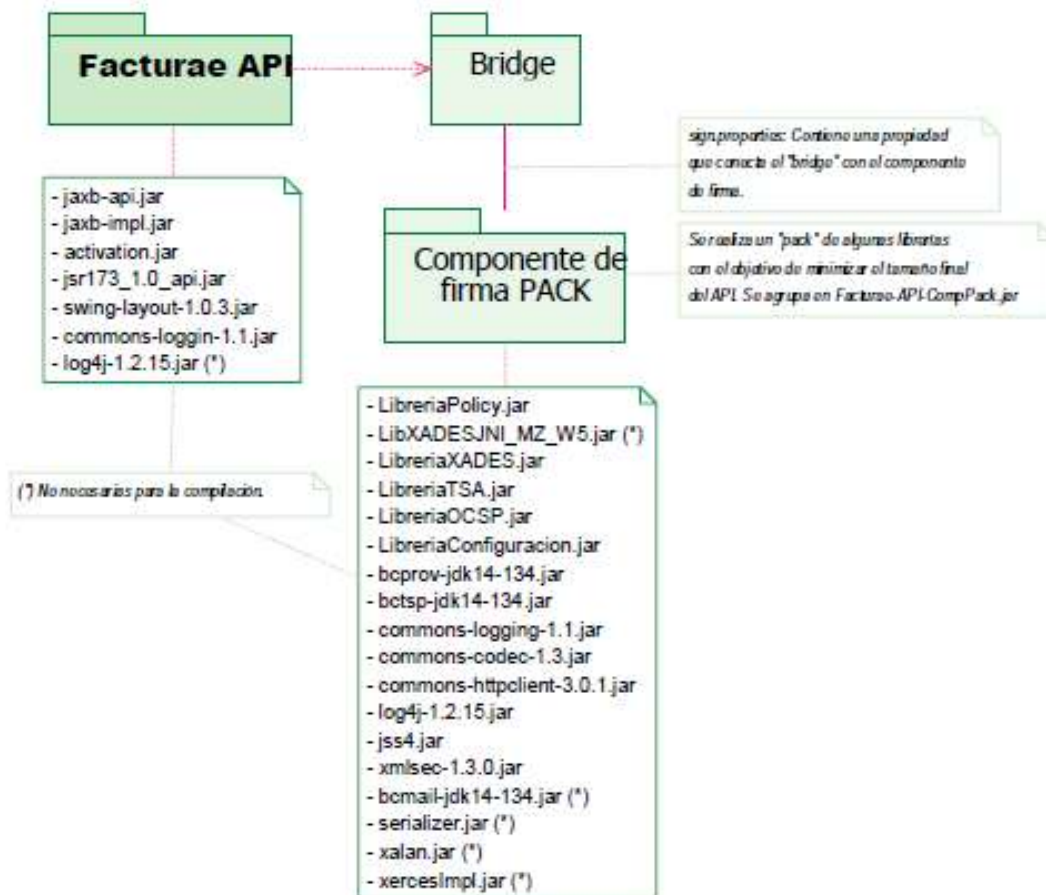 Facturae API
Bridge
sign.properties: Contiene una propiedad
que conecta el "bridge" con el componente
de firma.
- jaxb-api.jar
- jaxb-impl.jar
- activation.jar
- jsr173_1.0_api.jar
- swing-layout-1.0.3.jar
- commons-loggin-1.1.jar
- log4j-1.2.15.jar (*)
Componente de
firma PACK
Se realiza un "pack" de algunas librerías
con el objetivo de minimizar el tamaño final
del API. Se agrupa en Facturae-API-CompPack.jar
(*) No necesarias para la compilación.
- LibreriaPolicy.jar
- LibXADESJNI_MZ_W5.jar (*)
- LibreriaXADES.jar
- LibreriaTSA.jar
- LibreriaOCSP.jar
- LibreriaConfiguracion.jar
- bcprov-jdk14-134.jar
- bctsp-jdk14-134.jar
- commons-logging-1.1.jar
- commons-codec-1.3.jar
- commons-httpclient-3.0.1.jar
- log4j-1.2.15.jar
- jss4.jar
- xmlsec-1.3.0.jar
- bcmail-jdk14-134.jar (*)
- serializer.jar (*)
- xalan.jar (*)
- xercesImpl.jar (*)